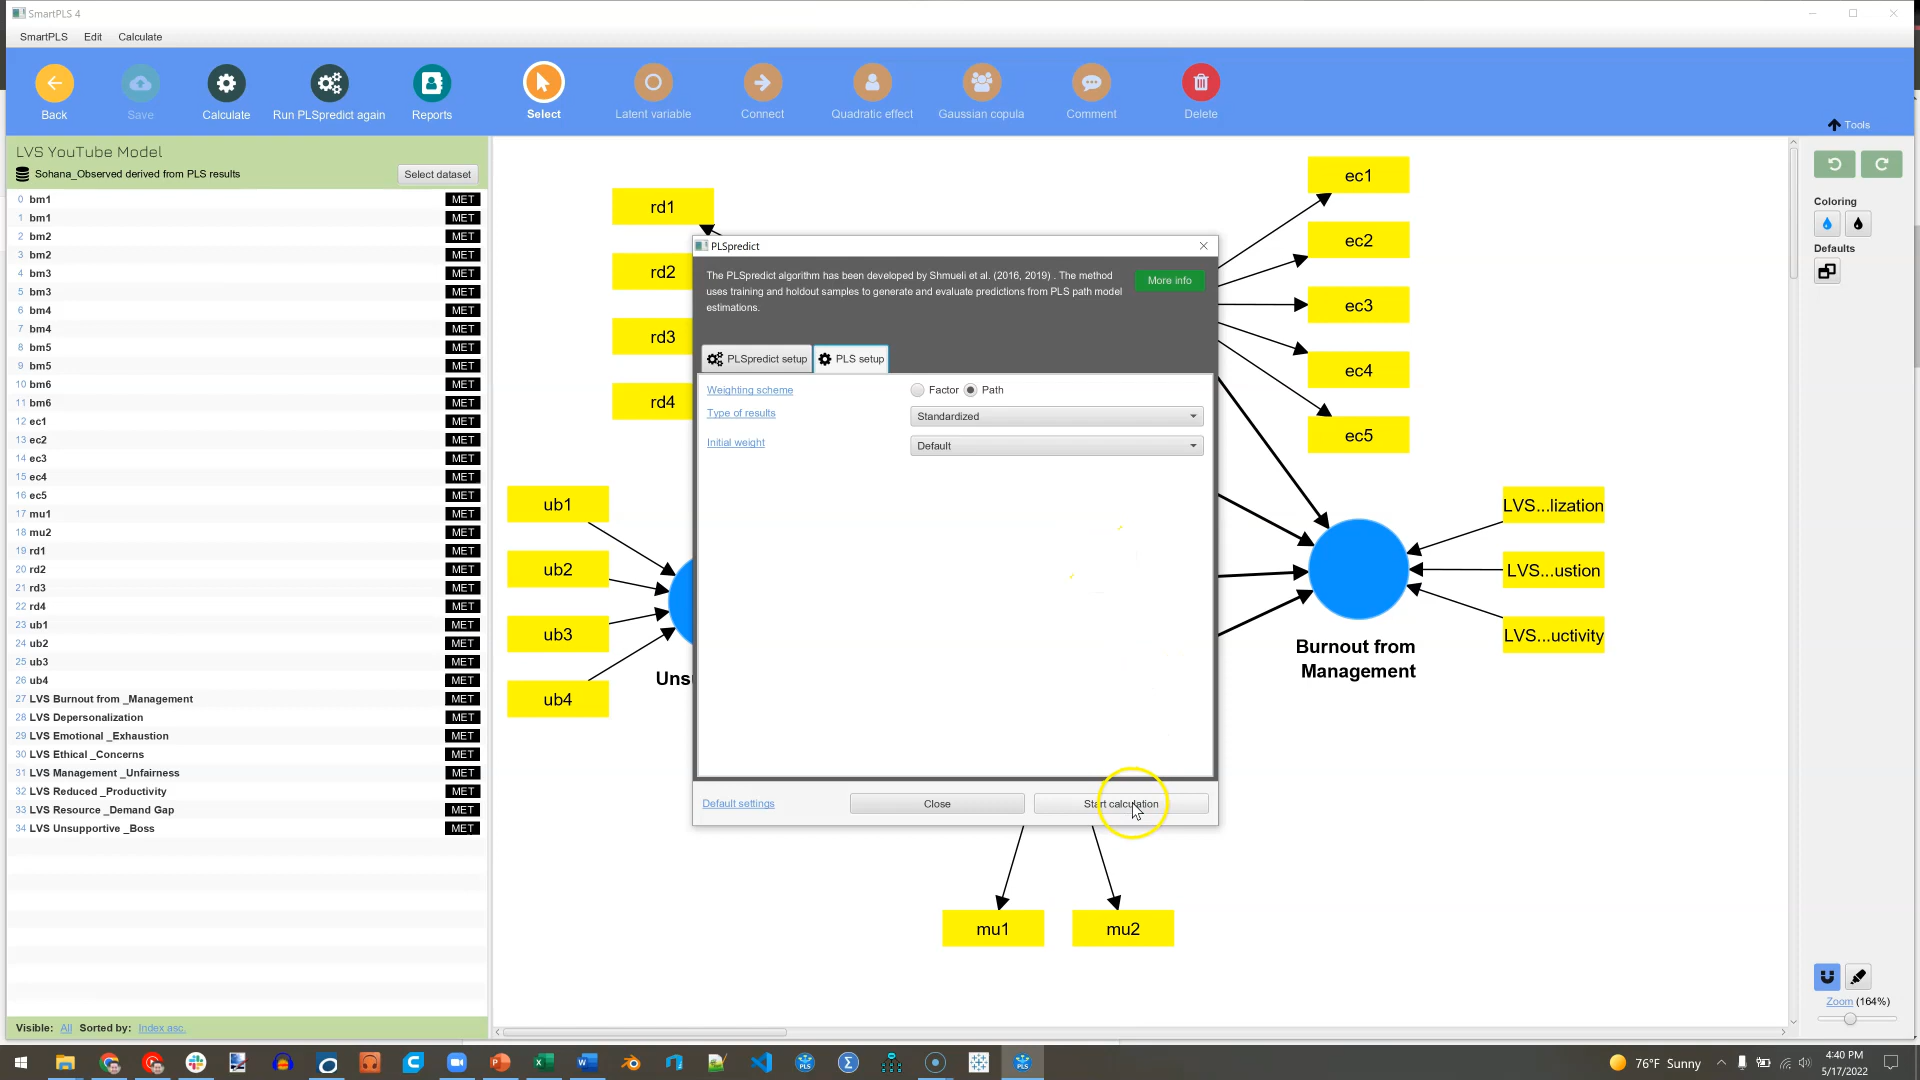 SmartPLS 4
SmartPLS Edit Calculate
Back Save Calculate Run PLSpredict again Reports Select Latent variable Connect Quadratic effect Gaussian copula Comment Delete
Tools
LVS YouTube Model
Sohana_Observed derived from PLS results Select dataset
0 bm1 MET
1 bm1 MET
2 bm2 MET
3 bm2 MET
4 bm3 MET
5 bm3 MET
6 bm4 MET
7 bm4 MET
8 bm5 MET
9 bm5 MET
10 bm6 MET
11 bm6 MET
12 ec1 MET
13 ec2 MET
14 ec3 MET
15 ec4 MET
16 ec5 MET
17 mu1 MET
18 mu2 MET
19 rd1 MET
20 rd2 MET
21 rd3 MET
22 rd4 MET
23 ub1 MET
24 ub2 MET
25 ub3 MET
26 ub4 MET
27 LVS Burnout from _Management MET
28 LVS Depersonalization MET
29 LVS Emotional _Exhaustion MET
30 LVS Ethical _Concerns MET
31 LVS Management _Unfairness MET
32 LVS Reduced _Productivity MET
33 LVS Resource _Demand Gap MET
34 LVS Unsupportive _Boss MET
Visible: All Sorted by: Index asc.
rd1
rd2
rd3
rd4
ub1
ub2
ub3
ub4
Uns
PLSpredict
The PLSpredict algorithm has been developed by Shmueli et al. (2016, 2019) . The method
uses training and holdout samples to generate and evaluate predictions from PLS path model
estimations.
More info
PLSpredict setup PLS setup
Weighting scheme Factor Path
Type of results Standardized
Initial weight Default
Default settings Close Start calculation
mu1 mu2
ec1
ec2
ec3
ec4
ec5
Burnout from
Management
LVS...lization
LVS...ustion
LVS...uctivity
Coloring
Defaults
Zoom (164%)
PLS PLS
76°F Sunny
4:40 PM
5/17/2022